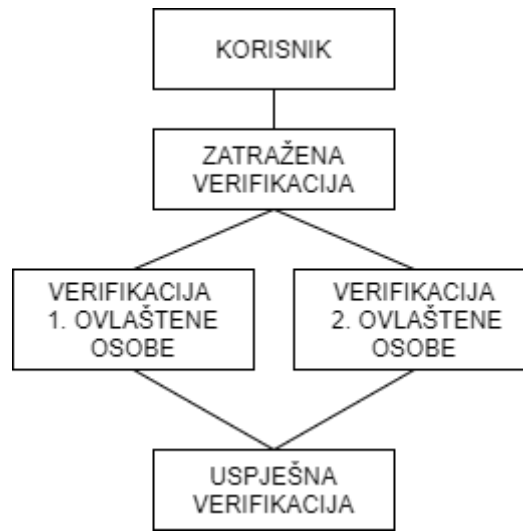 KORISNIK
ZATRAŽENA
VERIFIKACIJA
VERIFIKACIJA
1. OVLAŠTENE
OSOBE
VERIFIKACIJA
2. OVLAŠTENE
OSOBE
USPJEŠNA
VERIFIKACIJA